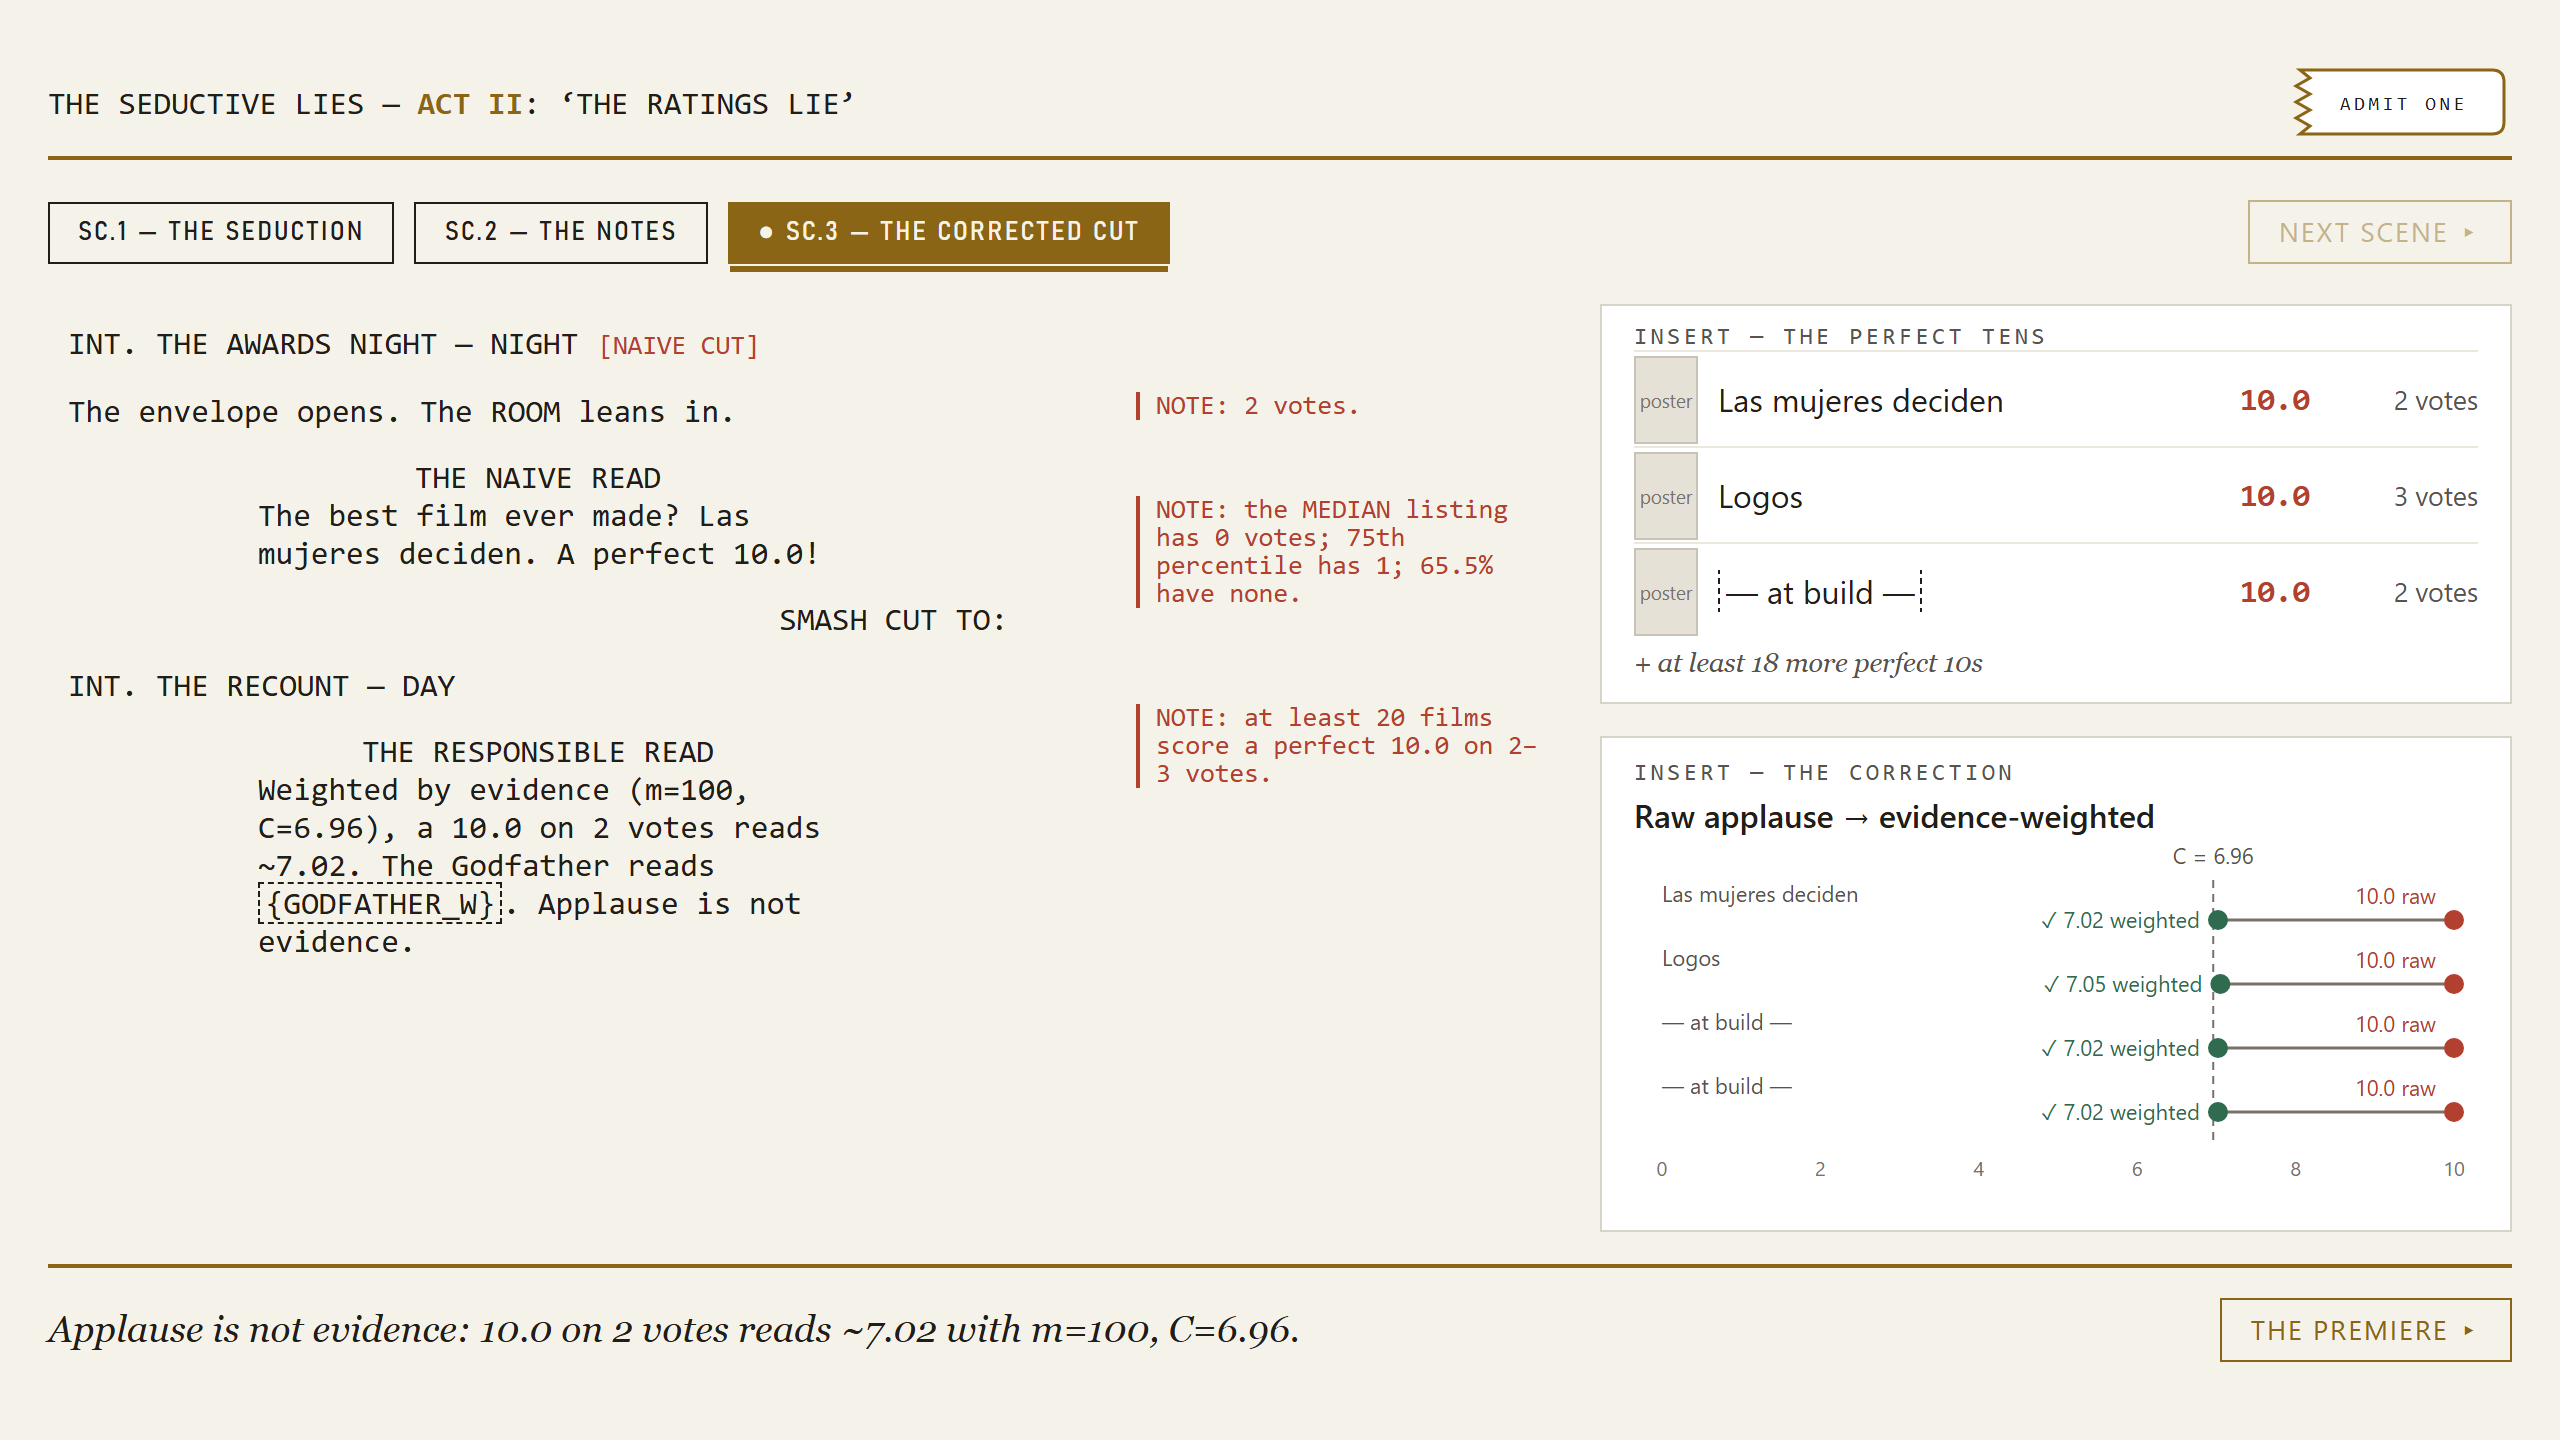 THE SEDUCTIVE LIES — ACT II: ‘THE RATINGS LIE’
ADMIT ONE
SC.1 — THE SEDUCTION
SC.2 — THE NOTES
● SC.3 — THE CORRECTED CUT
NEXT SCENE ▸
INT. THE AWARDS NIGHT — NIGHT [NAIVE CUT]
The envelope opens. The ROOM leans in.
THE NAIVE READ
The best film ever made? Las
mujeres deciden. A perfect 10.0!
SMASH CUT TO:
INT. THE RECOUNT — DAY
THE RESPONSIBLE READ
Weighted by evidence (m=100,
C=6.96), a 10.0 on 2 votes reads
~7.02. The Godfather reads
{GODFATHER_W}. Applause is not
evidence.
NOTE: 2 votes.
NOTE: the MEDIAN listing
has 0 votes; 75th
percentile has 1; 65.5%
have none.
NOTE: at least 20 films
score a perfect 10.0 on 2–
3 votes.
INSERT — THE PERFECT TENS
poster Las mujeres deciden 10.0 2 votes
poster Logos 10.0 3 votes
poster — at build — 10.0 2 votes
+ at least 18 more perfect 10s
INSERT — THE CORRECTION
Raw applause → evidence-weighted
C = 6.96
Las mujeres deciden 10.0 raw
✓ 7.02 weighted
Logos 10.0 raw
✓ 7.05 weighted
— at build — 10.0 raw
✓ 7.02 weighted
— at build — 10.0 raw
✓ 7.02 weighted
0 2 4 6 8 10
Applause is not evidence: 10.0 on 2 votes reads ~7.02 with m=100, C=6.96.
THE PREMIERE ▸